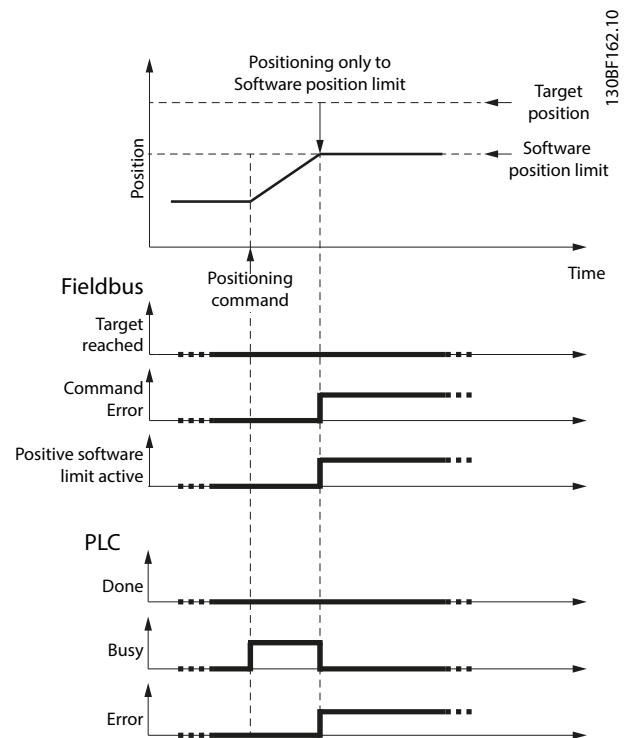 130BF162.10
Positioning only to
Software position limit
Target
position
Software
position limit
Position
Time
Positioning
command
Fieldbus
Target
reached
Command
Error
Positive software
limit active
PLC
Done
Busy
Error